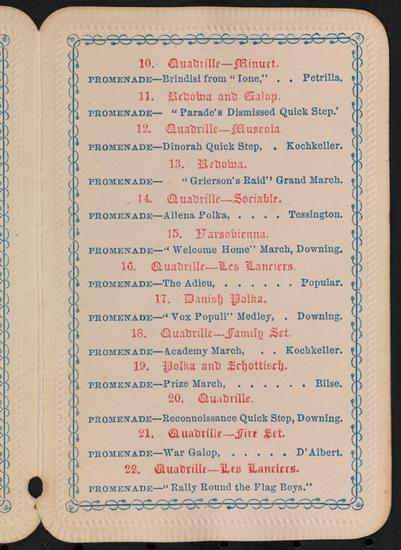 10. Quadrille—Minuet.
PROMENADE—Brindisi from "Ione," . . Petrilla.
11. Redowa and Galop.
PROMENADE— "Parade's Dismissed Quick Step.'
12. Quadrille—Museola.
PROMENADE—Dinorah Quick Step, . Kochkeller.
13. Redowa.
PROMENADE— "Grierson's Raid" Grand March.
14. Quadrille—Sociable.
PROMENADE—Allena Polka, . . . . Tessington.
15. Varsovienna.
PROMENADE—"Welcome Home" March, Downing.
16. Quadrille—Les Lanciers.
PROMENADE—The Adieu, . . . . . . Popular.
17. Danish Polka.
PROMENADE—"Vox Populi" Medley, . Downing.
18. Quadrille—Family Set.
PROMENADE—Academy March, . . Kochkeller.
19. Polka and Schottisch.
PROMENADE—Prize March, . . . . . . Bilse.
20. Quadrille.
PROMENADE—Reconnoissance Quick Step, Downing.
21. Quadrille—Fire Set.
PROMENADE—War Galop, . . . . . D'Albert.
22. Quadrille—Les Lanciers.
PROMENADE—"Rally Round the Flag Boys."